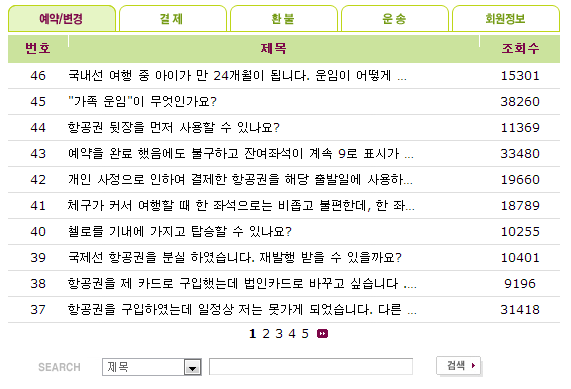 예약/변경 결 제 환 불 운 송 회원정보
번호 제목 조회수
46 국내선 여행 중 아이가 만 24개월이 됩니다. 운임이 어떻게 ... 15301
45 "가족 운임"이 무엇인가요? 38260
44 항공권 뒷장을 먼저 사용할 수 있나요? 11369
43 예약을 완료 했음에도 불구하고 잔여좌석이 계속 9로 표시가 ... 33480
42 개인 사정으로 인하여 결제한 항공권을 해당 출발일에 사용하... 19660
41 체구가 커서 여행할 때 한 좌석으로는 비좁고 불편한데, 한 좌... 18789
40 첼로를 기내에 가지고 탑승할 수 있나요? 10255
39 국제선 항공권을 분실 하였습니다. 재발행 받을 수 있을까요? 10401
38 항공권을 제 카드로 구입했는데 법인카드로 바꾸고 싶습니다 .... 9196
37 항공권을 구입하였는데 일정상 저는 못가게 되었습니다. 다른 ... 31418
1 2 3 4 5
SEARCH 제목 검색